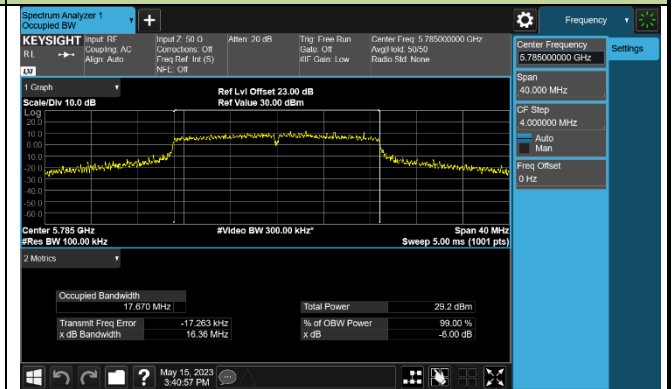 Spectrum Analyzer 1
Occupied BW
Frequency
KEYSIGHT
Input: RF
Coupling: AC
Align: Auto
Input Z: 50 Ω
Corrections: Off
Freq Ref: Int (S)
NFE: Off
Atten: 20 dB
Trig: Free Run
Gate: Off
#IF Gain: Low
Center Freq: 5.785000000 GHz
Avg|Hold: 50/50
Radio Std: None
RL
LXI
1 Graph
Scale/Div 10.0 dB
Ref Lvl Offset 23.00 dB
Ref Value 30.00 dBm
Log
20.0
10.0
0.00
-10.0
-20.0
-30.0
-40.0
-50.0
-60.0
Center 5.785 GHz
#Res BW 100.00 kHz
#Video BW 300.00 kHz*
Span 40 MHz
Sweep 5.00 ms (1001 pts)
2 Metrics
Occupied Bandwidth
17.670 MHz
Total Power 29.2 dBm
Transmit Freq Error -17.263 kHz
% of OBW Power 99.00 %
x dB Bandwidth 16.36 MHz
x dB -6.00 dB
Center Frequency
5.785000000 GHz
Settings
Span
40.000 MHz
CF Step
4.000000 MHz
Auto
Man
Freq Offset
0 Hz
?
May 15, 2023
3:40:57 PM